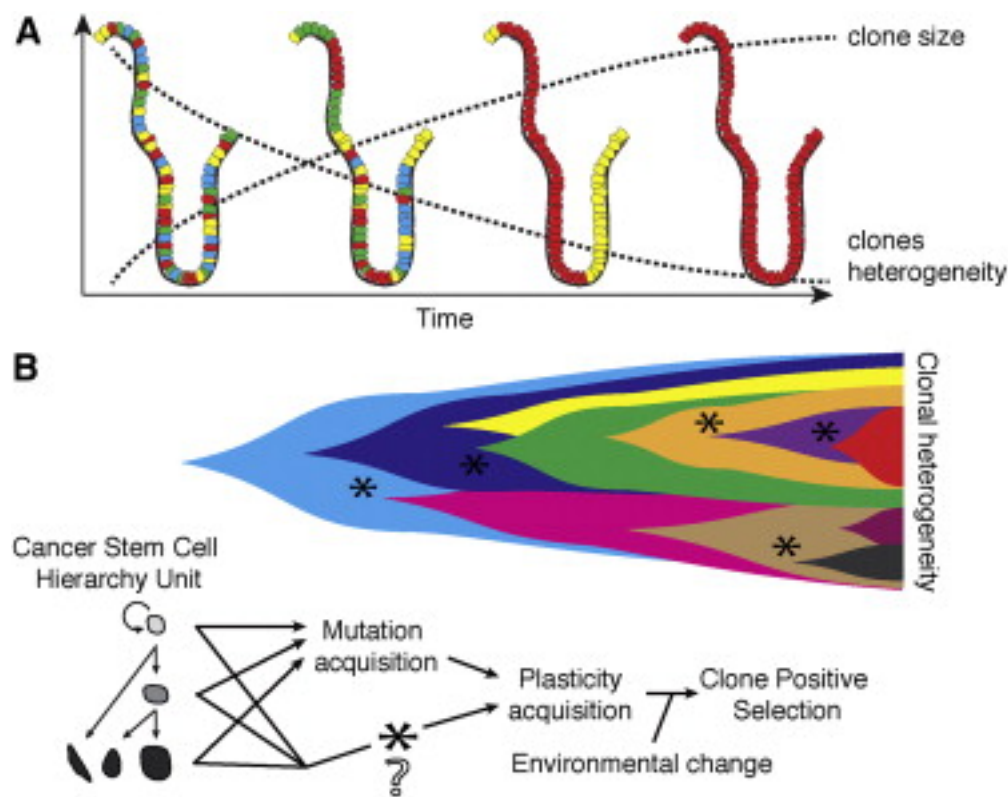 A
clone size
clones
heterogeneity
Time
B
Clonal heterogeneity
*
*
*
*
*
Cancer Stem Cell
Hierarchy Unit
Mutation
acquisition
Plasticity
acquisition
Clone Positive
Selection
*
?
Environmental change